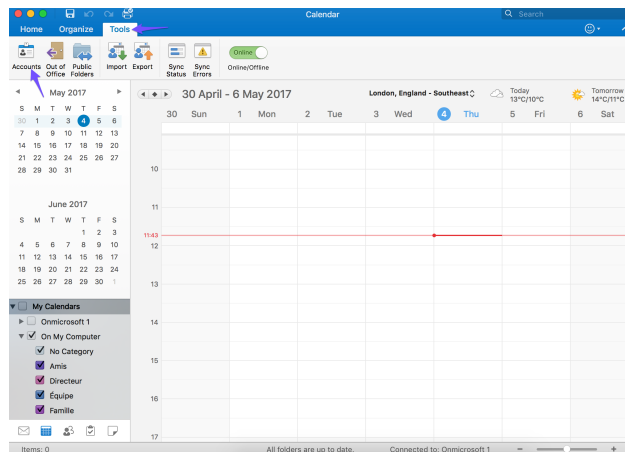 Calendar
Search
Home Organize Tools
Accounts Out of Office Public Folders Import Export Sync Status Sync Errors Online Online/Offline
May 2017
S M T W T F S
30 1 2 3 4 5 6
7 8 9 10 11 12 13
14 15 16 17 18 19 20
21 22 23 24 25 26 27
28 29 30 31
June 2017
S M T W T F S
1 2 3
4 5 6 7 8 9 10
11 12 13 14 15 16 17
18 19 20 21 22 23 24
25 26 27 28 29 30 1
My Calendars
Onmicrosoft 1
On My Computer
No Category
Amis
Directeur
Équipe
Famille
30 April - 6 May 2017
London, England - Southeast
Today
13°C/10°C
Tomorrow
14°C/11°C
30 Sun 1 Mon 2 Tue 3 Wed 4 Thu 5 Fri 6 Sat
10
11
11:43
12
13
14
15
16
17
Items: 0 All folders are up to date. Connected to: Onmicrosoft 1